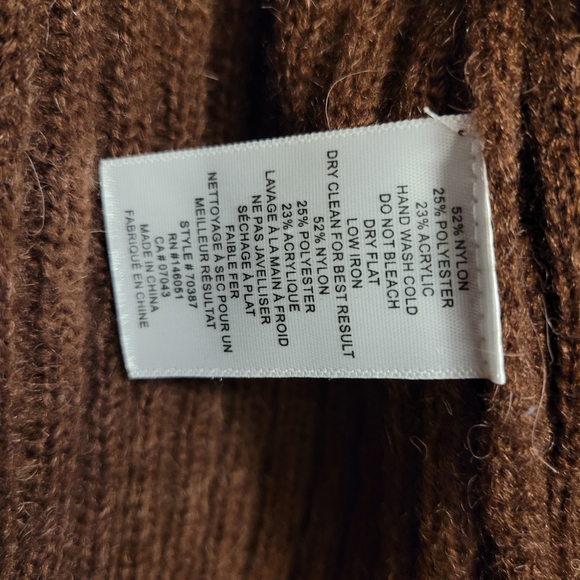 52% NYLON
25% POLYESTER
23% ACRYLIC
HAND WASH COLD
DO NOT BLEACH
DRY FLAT
LOW IRON
DRY CLEAN FOR BEST RESULT
52% NYLON
25% POLYESTER
23% ACRYLIQUE
LAVAGE À LA MAIN À FROID
NE PAS JAVELLISER
SÉCHAGE À PLAT
FAIBLE FER
NETTOYAGE À SEC POUR UN
MEILLEUR RÉSULTAT
STYLE # 70387
RN #146051
CA # 07043
MADE IN CHINA
FABRIQUÉ EN CHINE